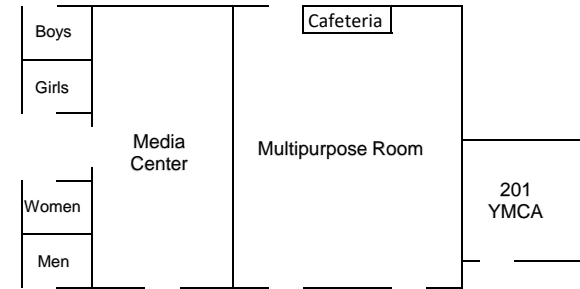 Boys
Cafeteria
Girls
Media
Center
Multipurpose Room
201
YMCA
Women
Men